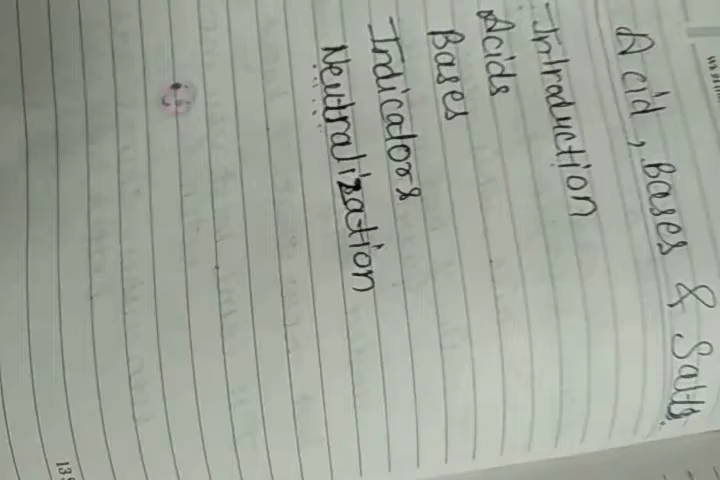 Acid, Bases & Salts
Introduction
Acids
Bases
Indicators
Neutralization